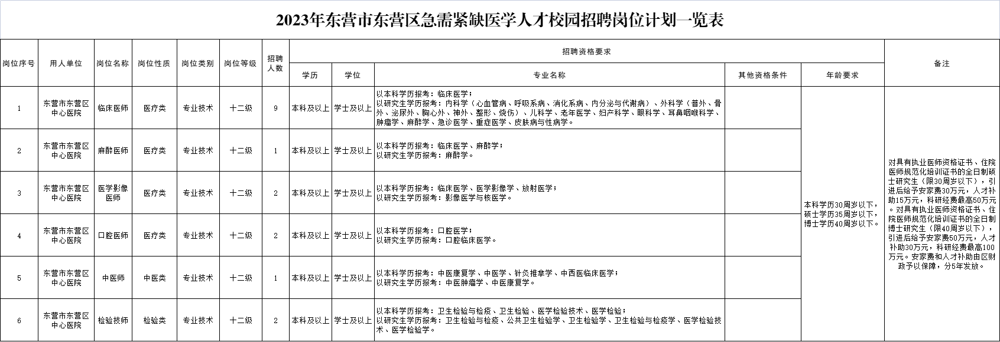 2023年东营市东营区急需紧缺医学人才校园招聘岗位计划一览表
岗位序号 用人单位 岗位名称 岗位性质 岗位类别 岗位等级 招聘人数 招聘资格要求 备注
学历 学位 专业名称 其他资格条件 年龄要求
1 东营市东营区中心医院 临床医师 医疗类 专业技术 十二级 9 本科及以上 学士及以上
以本科学历报考：临床医学；
以研究生学历报考：内科学（心血管病、呼吸系病、消化系病、内分泌与代谢病）、外科学（普外、骨
外、泌尿外、胸心外、神外、整形、烧伤）、儿科学、老年医学、妇产科学、眼科学、耳鼻咽喉科学、
肿瘤学、麻醉学、急诊医学、重症医学、皮肤病与性病学。
2 东营市东营区中心医院 麻醉医师 医疗类 专业技术 十二级 1 本科及以上 学士及以上
以本科学历报考：临床医学、麻醉学；
以研究生学历报考：麻醉学。
3 东营市东营区中心医院 医学影像医师 医疗类 专业技术 十二级 2 本科及以上 学士及以上
以本科学历报考：临床医学、医学影像学、放射医学；
以研究生学历报考：影像医学与核医学。
4 东营市东营区中心医院 口腔医师 医疗类 专业技术 十二级 2 本科及以上 学士及以上
以本科学历报考：口腔医学；
以研究生学历报考：口腔临床医学。
5 东营市东营区中心医院 中医师 中医类 专业技术 十二级 1 本科及以上 学士及以上
以本科学历报考：中医康复学、中医学、针灸推拿学、中西医临床医学；
以研究生学历报考：中医肿瘤学、中医康复学。
6 东营市东营区中心医院 检验技师 检验类 专业技术 十二级 2 本科及以上 学士及以上
以本科学历报考：卫生检验与检疫、卫生检验、医学检验技术、医学检验；
以研究生学历报考：卫生检验与检疫、公共卫生检验学、卫生检验学、卫生检验与检疫学、医学检验技
术、医学检验学。
本科学历30周岁以下，
硕士学历35周岁以下，
博士学历40周岁以下。
对具有执业医师资格证书、住院
医师规范化培训证书的全日制硕
士研究生（限30周岁以下），引
进后给予安家费30万元，人才补
助15万元，科研经费最高50万元
。对具有执业医师资格证书、住
院医师规范化培训证书的全日制
博士研究生（限40周岁以下），
引进后给予安家费50万元，人才
补助30万元，科研经费最高100
万元。安家费和人才补助由区财
政予以保障，分5年发放。